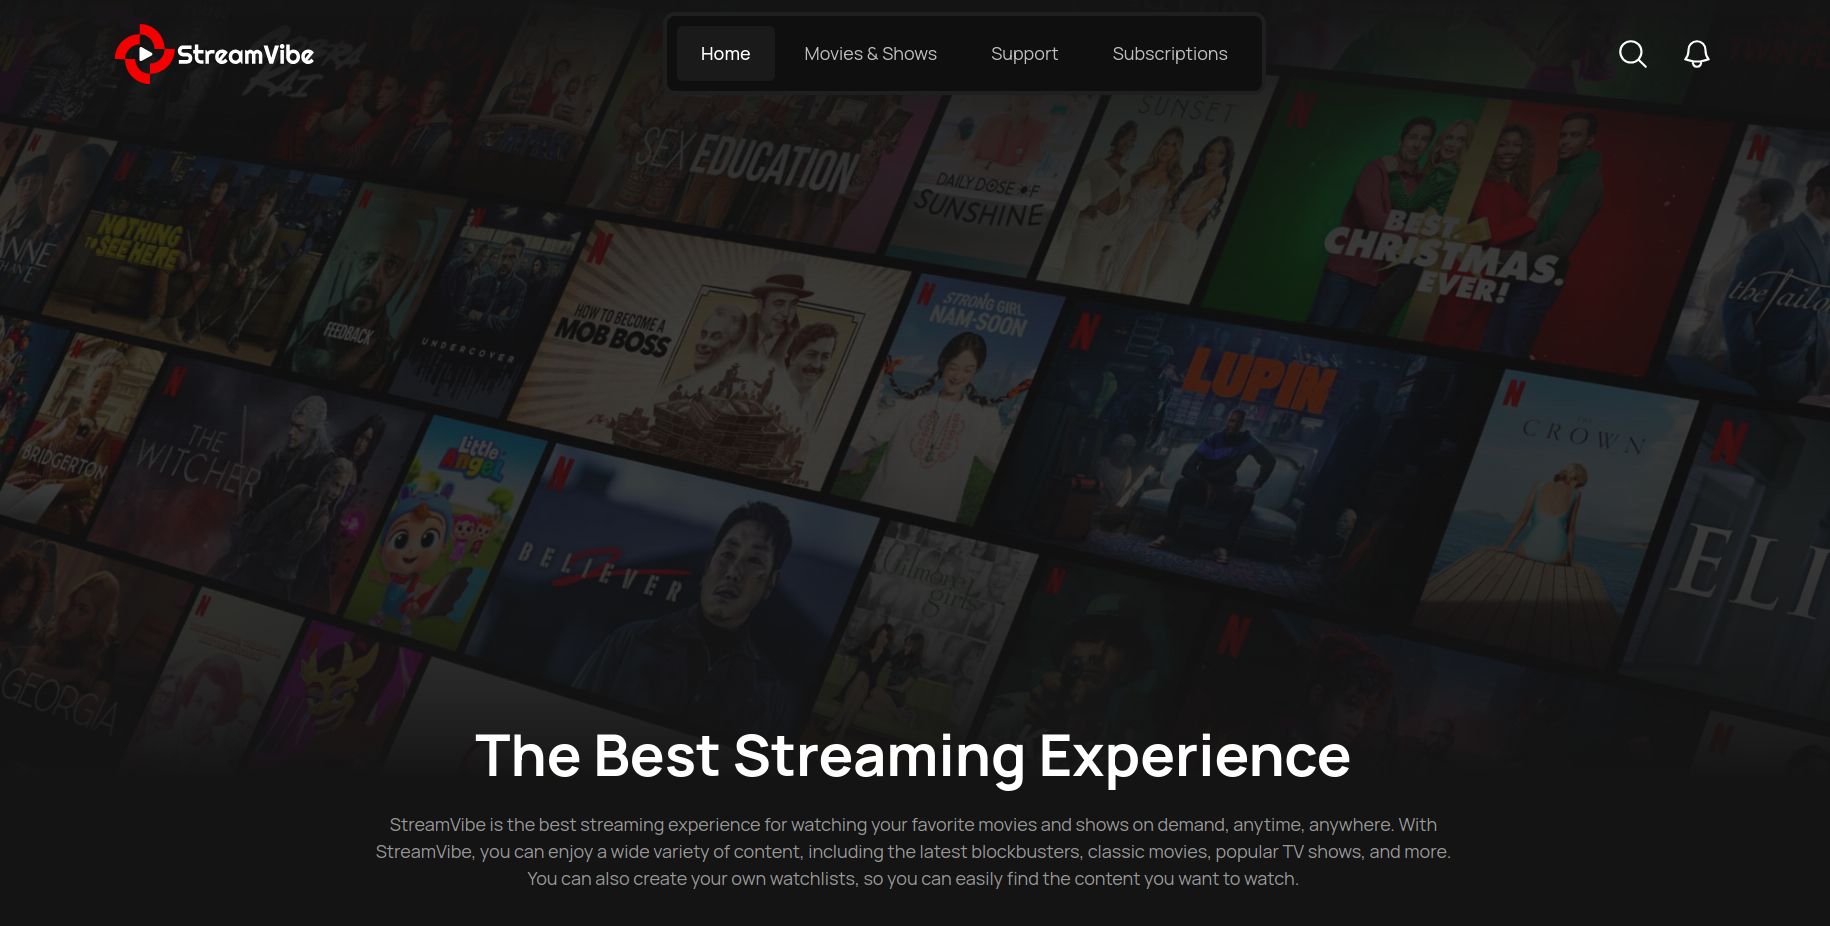 StreamVibe
Home
Movies & Shows
Support
Subscriptions
KAI
SEX EDUCATION
SUNSET
DAILY DOSE OF
SUNSHINE
BEST.
CHRISTMAS.
EVER!
the Tailo
NOTHING
TO SEE HERE
FEEDBACK
UNDERCOVER
HOW TO BECOME A
MOB BOSS
STRONG GIRL
NAM-SOON
LUPIN
THE
CROWN
BRIDGERTON
THE
WITCHER
Little
Angel
BELIEVER
Gilmore
girls
ELI
GEORGIA
The Best Streaming Experience
StreamVibe is the best streaming experience for watching your favorite movies and shows on demand, anytime, anywhere. With
StreamVibe, you can enjoy a wide variety of content, including the latest blockbusters, classic movies, popular TV shows, and more.
You can also create your own watchlists, so you can easily find the content you want to watch.